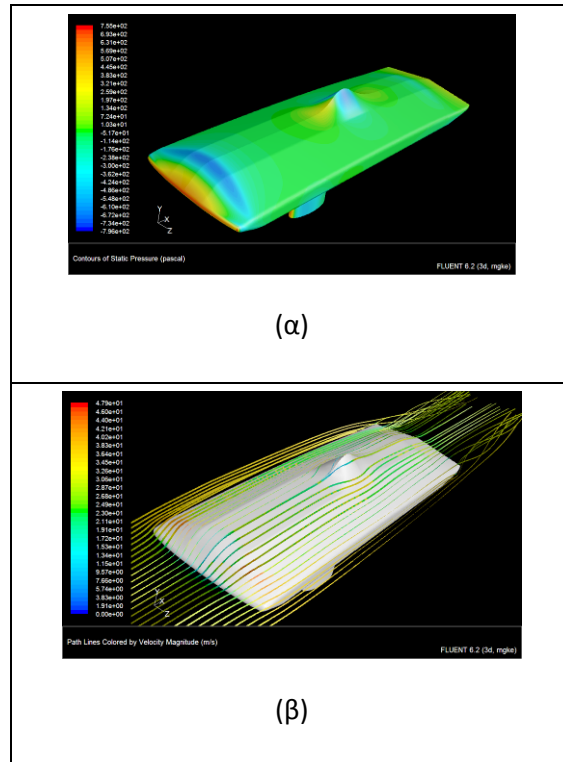 7.55e+02
6.93e+02
6.31e+02
5.69e+02
5.07e+02
4.45e+02
3.83e+02
3.21e+02
2.59e+02
1.97e+02
1.34e+02
7.24e+01
1.03e+01
-5.17e+01
-1.14e+02
-1.76e+02
-2.38e+02
-3.00e+02
-3.62e+02
-4.24e+02
-4.86e+02
-5.48e+02
-6.10e+02
-6.72e+02
-7.34e+02
-7.96e+02
Y
X
Z
Contours of Static Pressure (pascal)
FLUENT 6.2 (3d, mgke)
(α)
4.79e+01
4.60e+01
4.40e+01
4.21e+01
4.02e+01
3.83e+01
3.64e+01
3.45e+01
3.26e+01
3.06e+01
2.87e+01
2.68e+01
2.49e+01
2.30e+01
2.11e+01
1.91e+01
1.72e+01
1.53e+01
1.34e+01
1.15e+01
9.57e+00
7.66e+00
5.74e+00
3.83e+00
1.91e+00
0.00e+00
Y
X
Z
Path Lines Colored by Velocity Magnitude (m/s)
FLUENT 6.2 (3d, mgke)
(β)